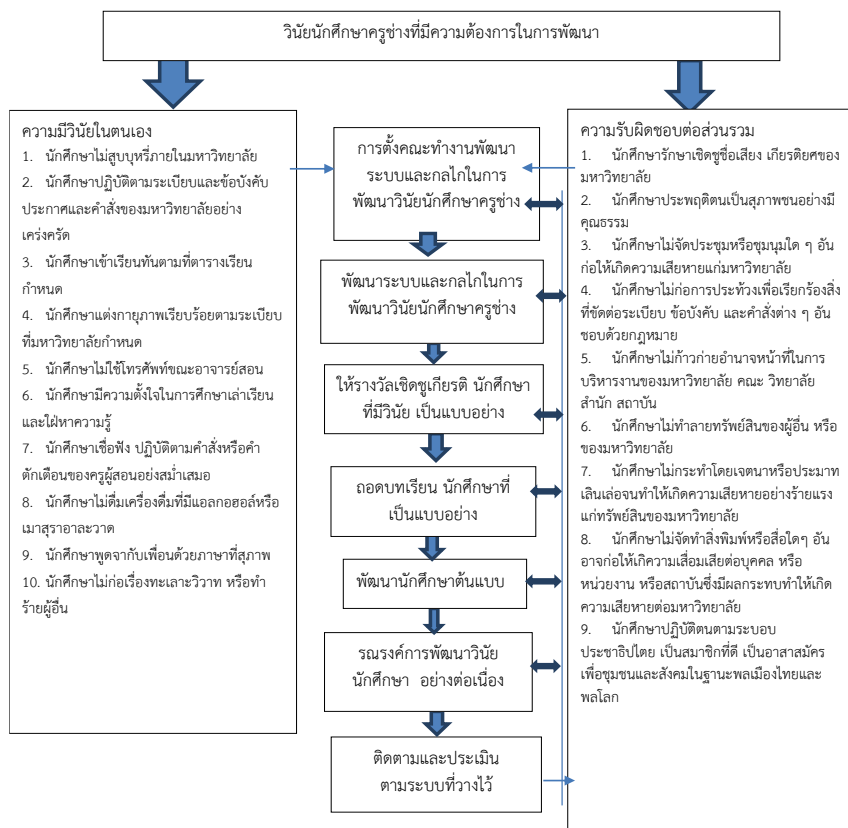 วินัยนักศึกษาครูช่างที่มีความต้องการในการพัฒนา
ความมีวินัยในตนเอง
1. นักศึกษาไม่สูบบุหรี่ภายในมหาวิทยาลัย
2. นักศึกษาปฏิบัติตามระเบียบและข้อบังคับ
ประกาศและคำสั่งของมหาวิทยาลัยอย่าง
เคร่งครัด
3. นักศึกษาเข้าเรียนทันตามที่ตารางเรียน
กำหนด
4. นักศึกษาแต่งกายุภาพเรียบร้อยตามระเบียบ
ที่มหาวิทยาลัยกำหนด
5. นักศึกษาไม่ใช้โทรศัพท์ขณะอาจารย์สอน
6. นักศึกษามีความตั้งใจในการศึกษาเล่าเรียน
และใฝ่หาความรู้
7. นักศึกษาเชื่อฟัง ปฏิบัติตามคำสั่งหรือคำ
ตักเตือนของครูผู้สอนอย่งสม่ำเสมอ
8. นักศึกษาไม่ดื่มเครื่องดื่มที่มีแอลกอฮอล์หรือ
เมาสุราอาละวาด
9. นักศึกษาพูดจากับเพื่อนด้วยภาษาที่สุภาพ
10. นักศึกษาไม่ก่อเรื่องทะเลาะวิวาท หรือทำ
ร้ายผู้อื่น
การตั้งคณะทำงานพัฒนา
ระบบและกลไกในการ
พัฒนาวินัยนักศึกษาครูช่าง
พัฒนาระบบและกลไกในการ
พัฒนาวินัยนักศึกษาครูช่าง
ให้รางวัลเชิดชูเกียรติ นักศึกษา
ที่มีวินัย เป็นแบบอย่าง
ถอดบทเรียน นักศึกษาที่
เป็นแบบอย่าง
พัฒนานักศึกษาต้นแบบ
รณรงค์การพัฒนาวินัย
นักศึกษา อย่างต่อเนื่อง
ติดตามและประเมิน
ตามระบบที่วางไว้
ความรับผิดชอบต่อส่วนรวม
1. นักศึกษารักษาเชิดชูชื่อเสียง เกียรติยศของ
มหาวิทยาลัย
2. นักศึกษาประพฤติตนเป็นสุภาพชนอย่างมี
คุณธรรม
3. นักศึกษาไม่จัดประชุมหรือชุมนุมใด ๆ อัน
ก่อให้เกิดความเสียหายแก่มหาวิทยาลัย
4. นักศึกษาไม่ก่อการประท้วงเพื่อเรียกร้องสิ่ง
ที่ขัดต่อระเบียบ ข้อบังคับ และคำสั่งต่าง ๆ อัน
ชอบด้วยกฎหมาย
5. นักศึกษาไม่ก้าวก่ายอำนาจหน้าที่ในการ
บริหารงานของมหาวิทยาลัย คณะ วิทยาลัย
สำนัก สถาบัน
6. นักศึกษาไม่ทำลายทรัพย์สินของผู้อื่น หรือ
ของมหาวิทยาลัย
7. นักศึกษาไม่กระทำโดยเจตนาหรือประมาท
เลินเล่อจนทำให้เกิดความเสียหายอย่างร้ายแรง
แก่ทรัพย์สินของมหาวิทยาลัย
8. นักศึกษาไม่จัดทำสิ่งพิมพ์หรือสื่อใดๆ อัน
อาจก่อให้เกิความเสื่อมเสียต่อบุคคล หรือ
หน่วยงาน หรือสถาบันซึ่งมีผลกระทบทำให้เกิด
ความเสียหายต่อมหาวิทยาลัย
9. นักศึกษาปฏิบัติตนตามระบอบ
ประชาธิปไตย เป็นสมาชิกที่ดี เป็นอาสาสมัคร
เพื่อชุมชนและสังคมในฐานะพลเมืองไทยและ
พลโลก